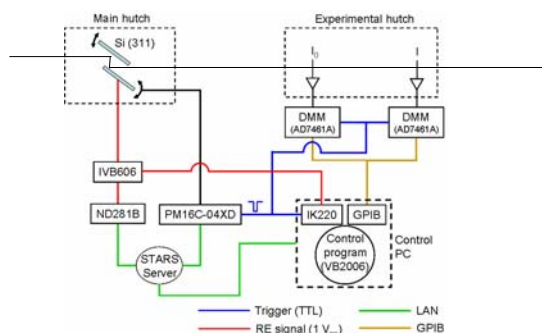 Main hutch
Experimental hutch
Si (311)
I0
I
DMM
(AD7461A)
DMM
(AD7461A)
IVB606
ND281B
PM16C-04XD
IK220
GPIB
STARS
Server
Control
program
(VB2006)
Control
PC
Trigger (TTL)
LAN
RE signal (1 V
GPIB